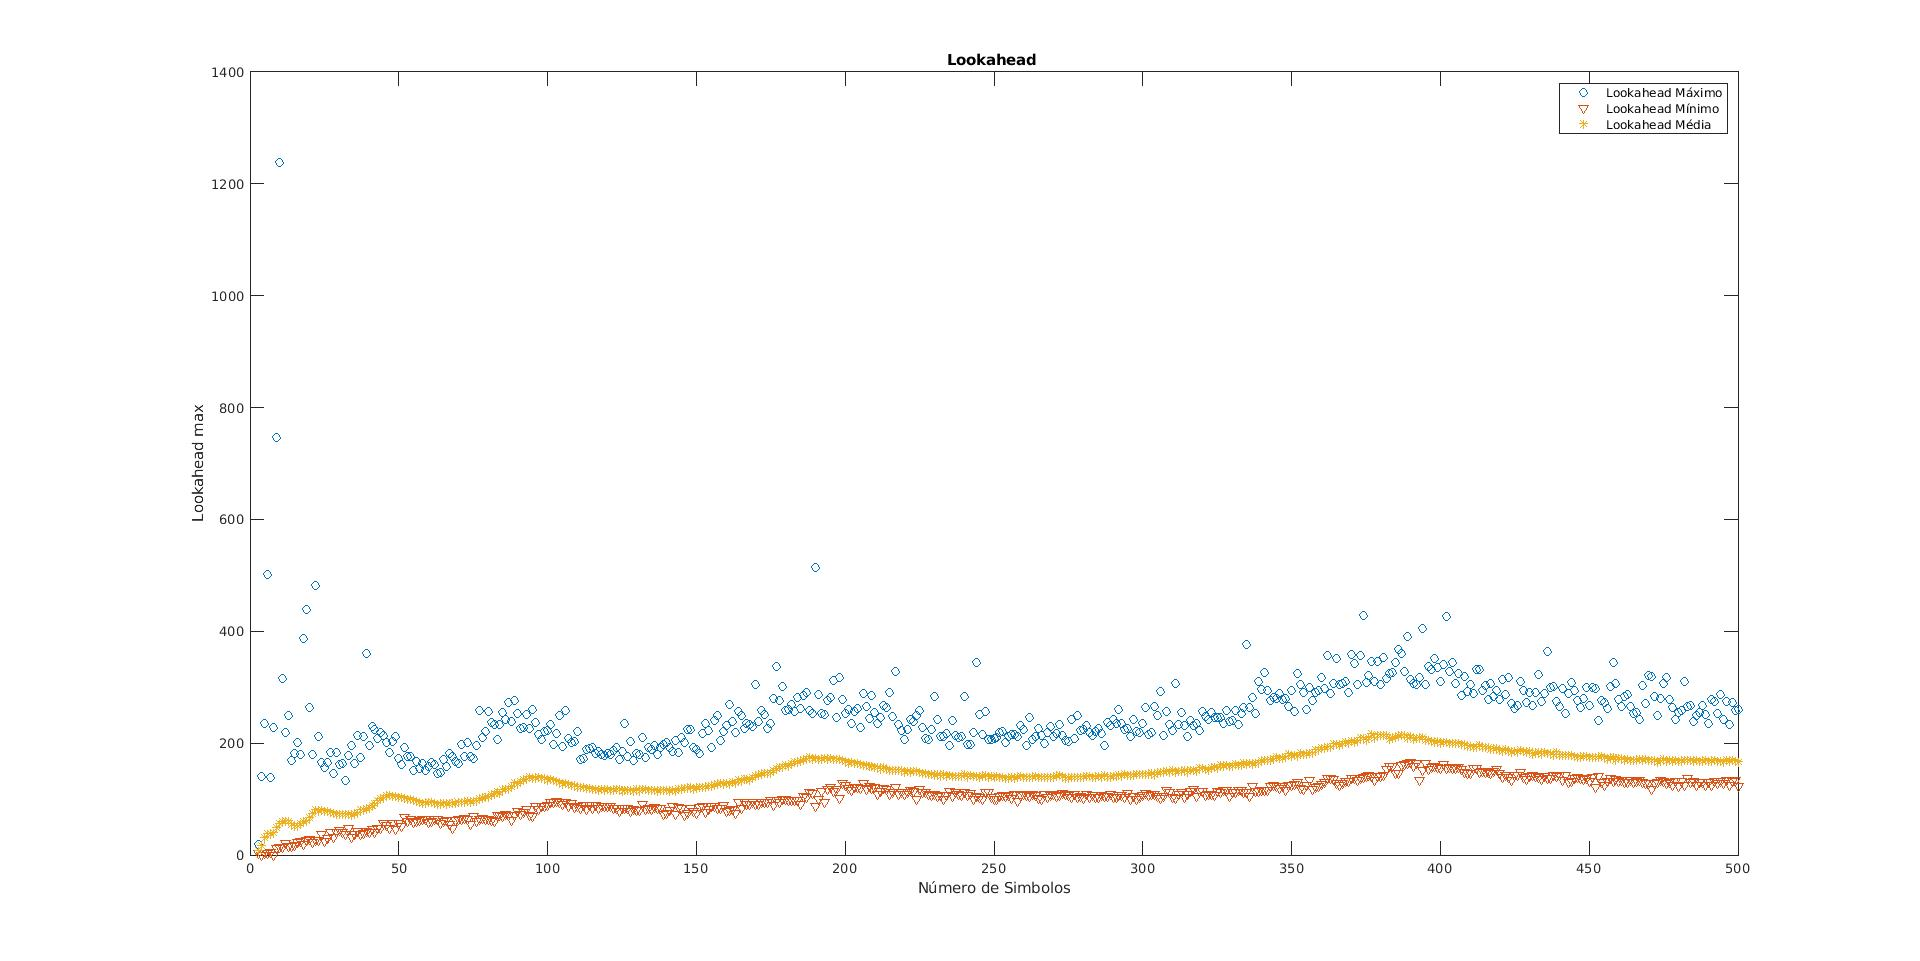 Lookahead
1400
1200
1000
800
600
400
200
0
Lookahead max
Lookahead Máximo
Lookahead Mínimo
Lookahead Média
0 50 100 150 200 250 300 350 400 450 500
Número de Simbolos